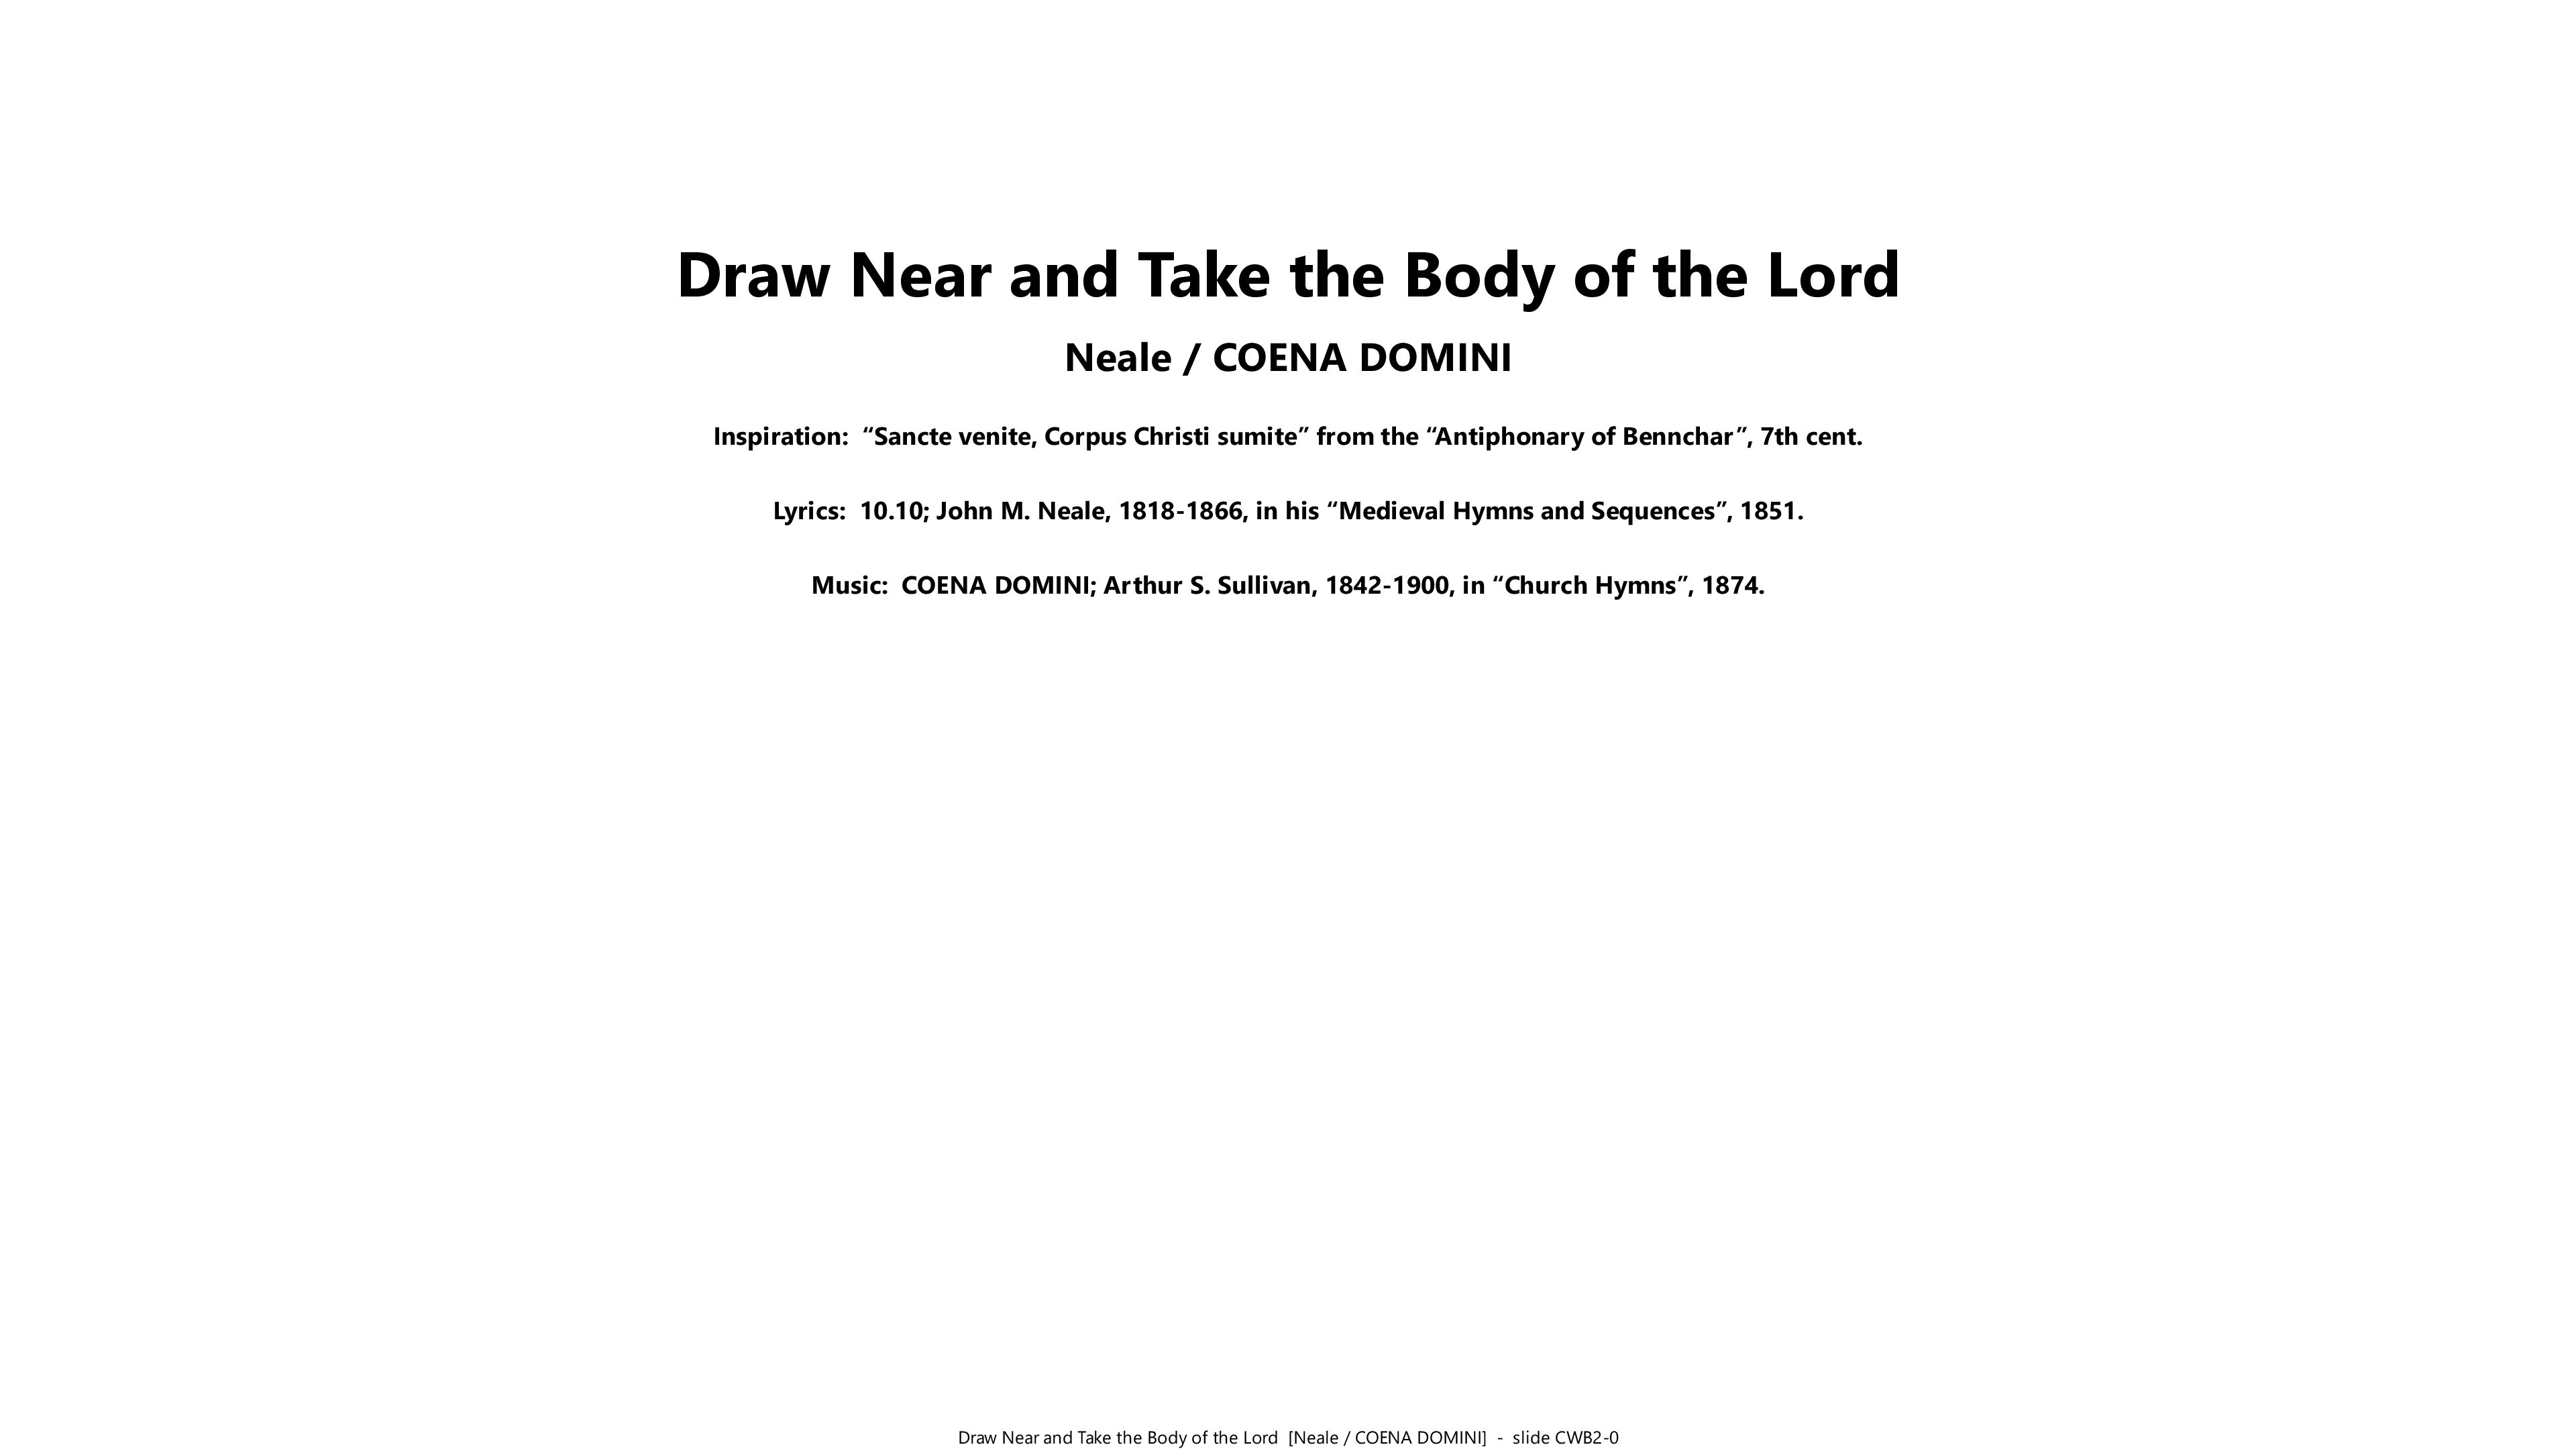 Draw Near and Take the Body of the Lord
Neale / COENA DOMINI
Inspiration:  “Sancte venite, Corpus Christi sumite” from the “Antiphonary of Bennchar”, 7th cent.
Lyrics:  10.10; John M. Neale, 1818-1866, in his “Medieval Hymns and Sequences”, 1851.
Music:  COENA DOMINI; Arthur S. Sullivan, 1842-1900, in “Church Hymns”, 1874.
Draw Near and Take the Body of the Lord  [Neale / COENA DOMINI]  -  slide CWB2-0